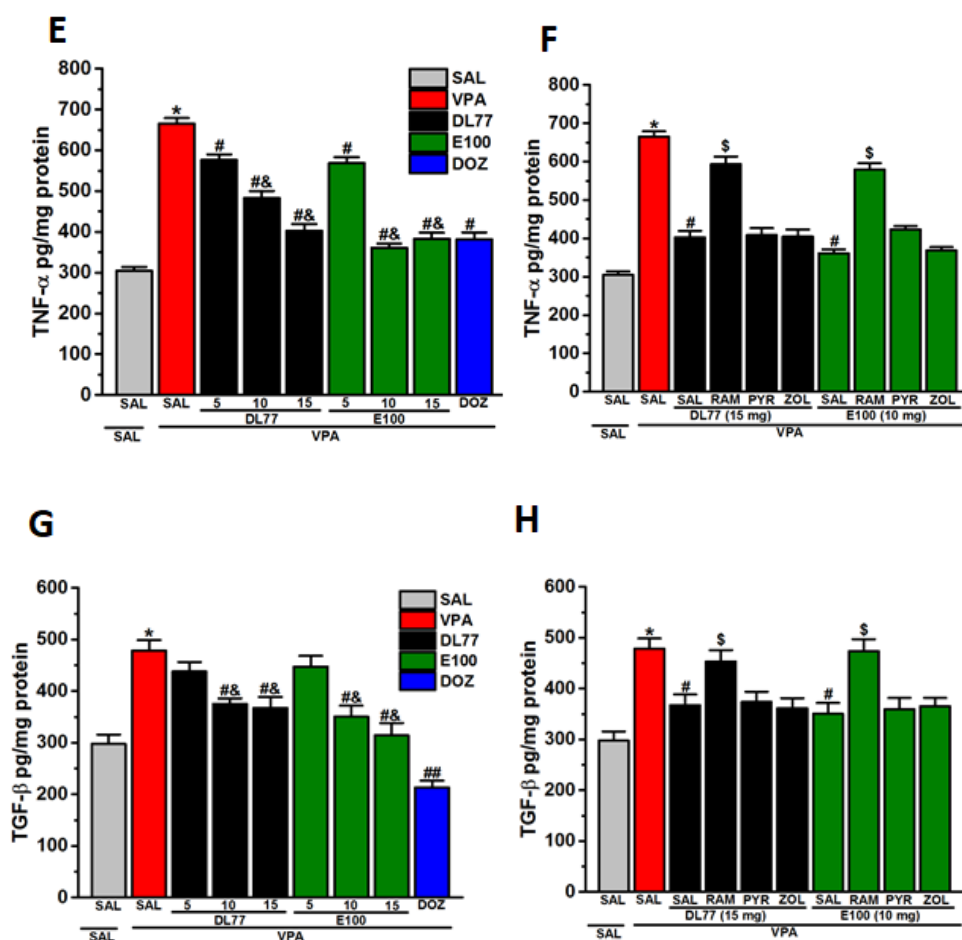 E
800
700
600
500
400
300
200
100
0
TNF-α pg/mg protein
SAL
VPA
DL77
E100
DOZ
*
#
#&
#&
#
#&
#&
#
SAL SAL 5 10 15 5 10 15 DOZ
DL77 E100
SAL VPA
F
800
700
600
500
400
300
200
100
0
TNF-α pg/mg protein
*
#
$
#
$
SAL SAL SAL RAM PYR ZOL SAL RAM PYR ZOL
DL77 (15 mg) E100 (10 mg)
SAL VPA
G
600
500
400
300
200
100
0
TGF-β pg/mg protein
SAL
VPA
DL77
E100
DOZ
*
#&
#&
#&
#&
##
SAL SAL 5 10 15 5 10 15 DOZ
DL77 E100
SAL VPA
H
600
500
400
300
200
100
0
TGF-β pg/mg protein
*
#
$
#
$
SAL SAL SAL RAM PYR ZOL SAL RAM PYR ZOL
DL77 (15 mg) E100 (10 mg)
SAL VPA